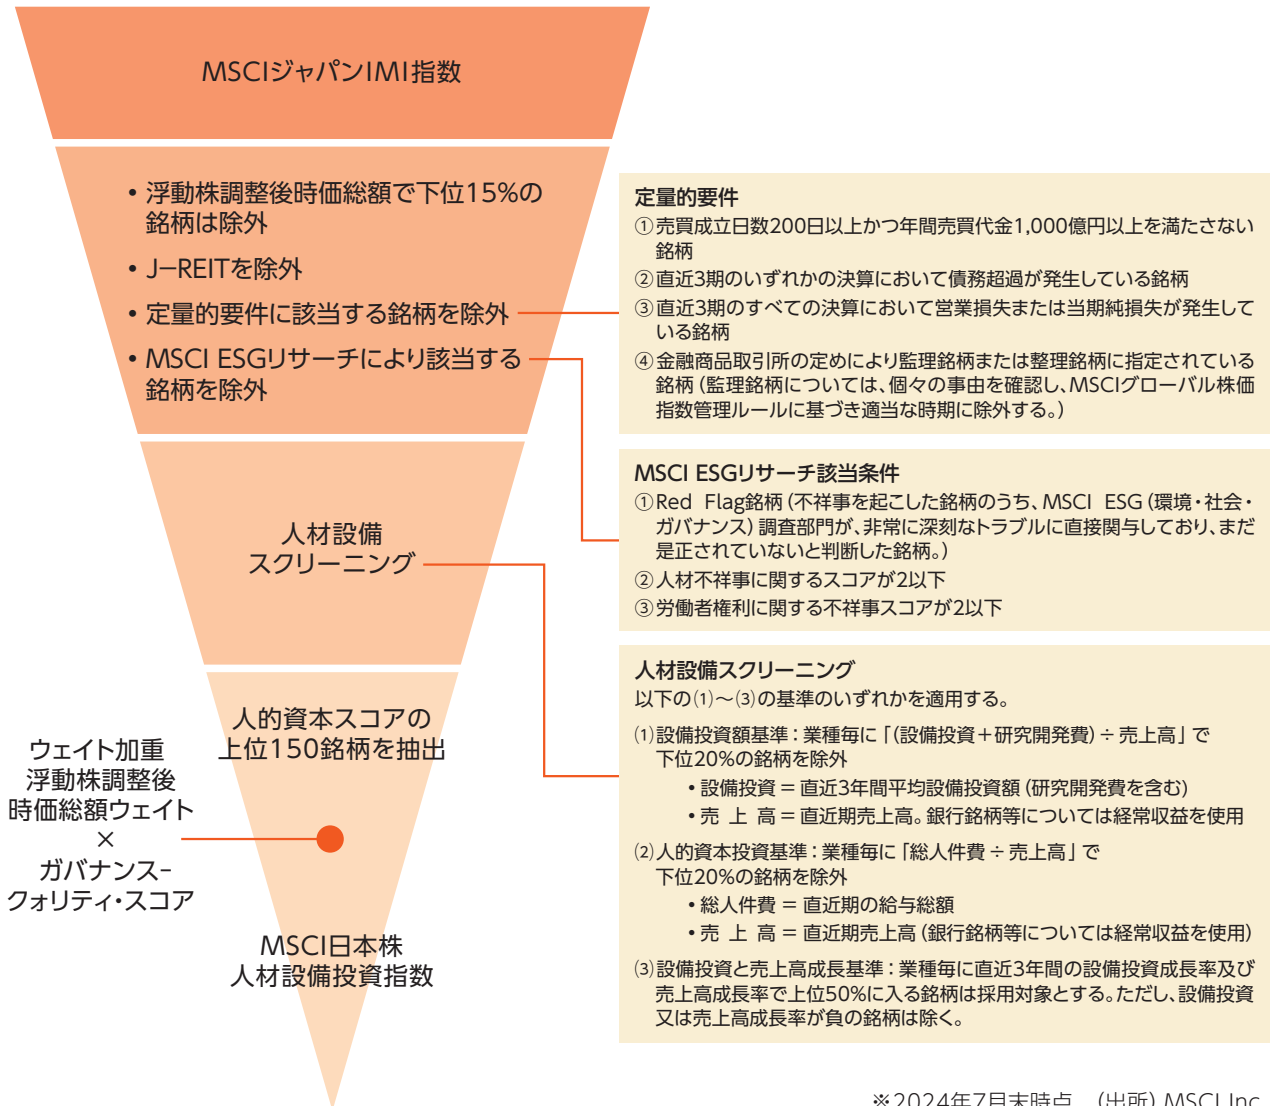 MSCIジャパンIMI指数
• 浮動株調整後時価総額で下位15%の
銘柄は除外
• J−REITを除外
• 定量的要件に該当する銘柄を除外
• MSCI ESGリサーチにより該当する
銘柄を除外
定量的要件
①売買成立日数200日以上かつ年間売買代金1,000億円以上を満たさない
銘柄
②直近3期のいずれかの決算において債務超過が発生している銘柄
③直近3期のすべての決算において営業損失または当期純損失が発生して
いる銘柄
④金融商品取引所の定めにより監理銘柄または整理銘柄に指定されている
銘柄（監理銘柄については、個々の事由を確認し、MSCIグローバル株価
指数管理ルールに基づき適当な時期に除外する。）
MSCI ESGリサーチ該当条件
①Red Flag銘柄（不祥事を起こした銘柄のうち、MSCI ESG（環境・社会・
ガバナンス）調査部門が、非常に深刻なトラブルに直接関与しており、まだ
是正されていないと判断した銘柄。）
②人材不祥事に関するスコアが2以下
③労働者権利に関する不祥事スコアが2以下
人材設備
スクリーニング
人材設備スクリーニング
以下の⑴〜⑶の基準のいずれかを適用する。
⑴設備投資額基準：業種毎に「(設備投資＋研究開発費)÷売上高」で
下位20%の銘柄を除外
• 設備投資 ＝ 直近3年間平均設備投資額（研究開発費を含む）
• 売 上 高 ＝ 直近期売上高。銀行銘柄等については経常収益を使用
⑵人的資本投資基準：業種毎に「総人件費÷売上高」で
下位20%の銘柄を除外
• 総人件費 ＝ 直近期の給与総額
• 売 上 高 ＝ 直近期売上高（銀行銘柄等については経常収益を使用）
⑶設備投資と売上高成長基準：業種毎に直近3年間の設備投資成長率及び
売上高成長率で上位50%に入る銘柄は採用対象とする。ただし、設備投資
又は売上高成長率が負の銘柄は除く。
人的資本スコアの
上位150銘柄を抽出
ウェイト加重
浮動株調整後
時価総額ウェイト
×
ガバナンス−
クォリティ・スコア
MSCI日本株
人材設備投資指数
※2024年7月末時点　（出所）MSCI Inc.